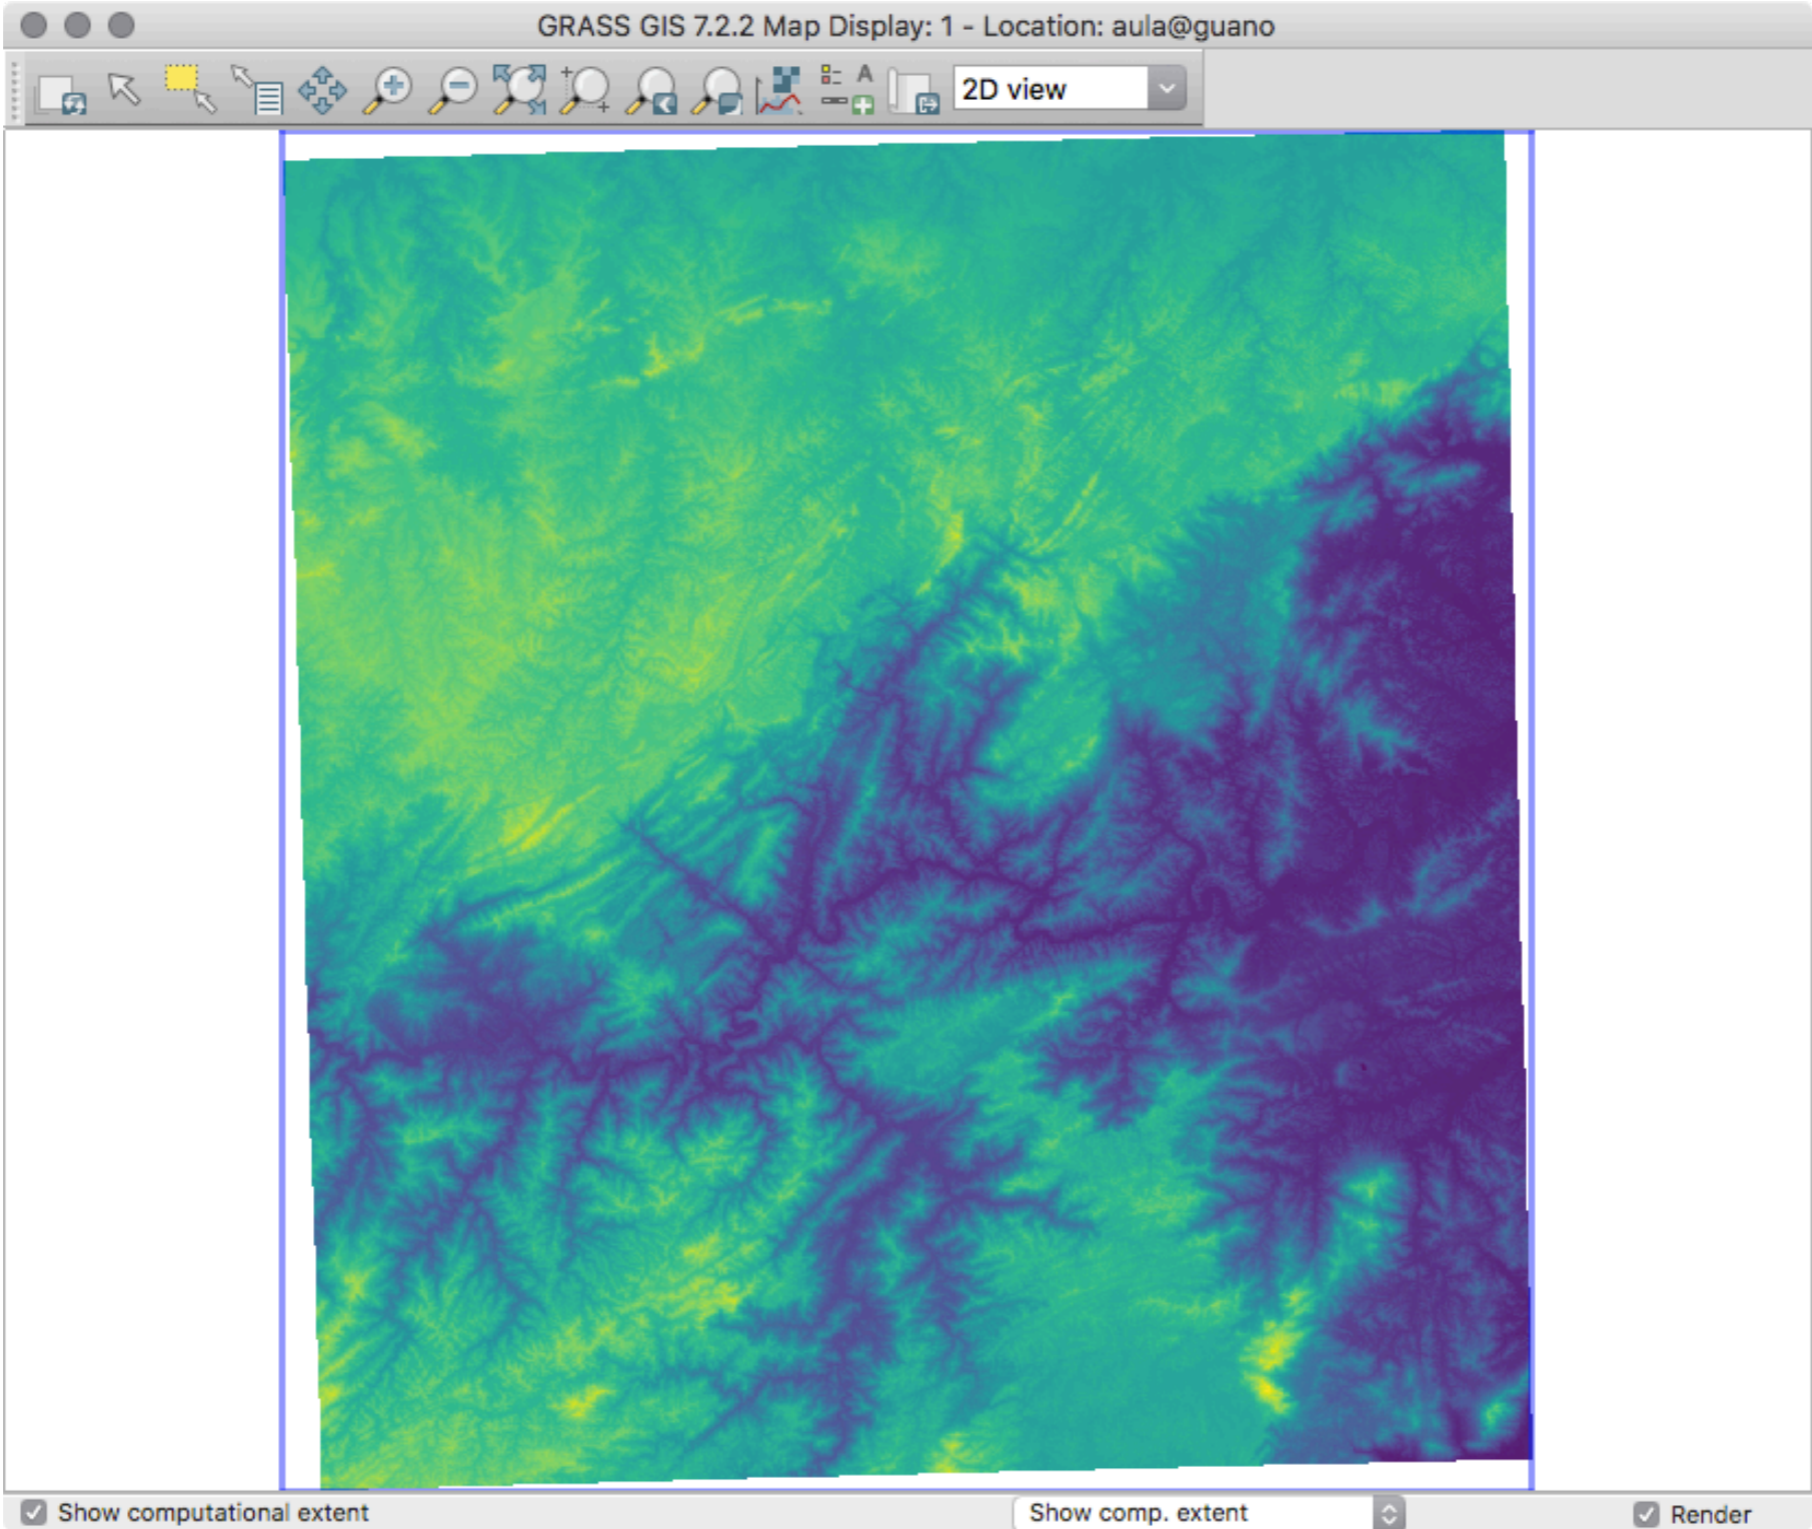 GRASS GIS 7.2.2 Map Display: 1 - Location: aula@guano
A
2D view
Show computational extent
Show comp. extent
Render